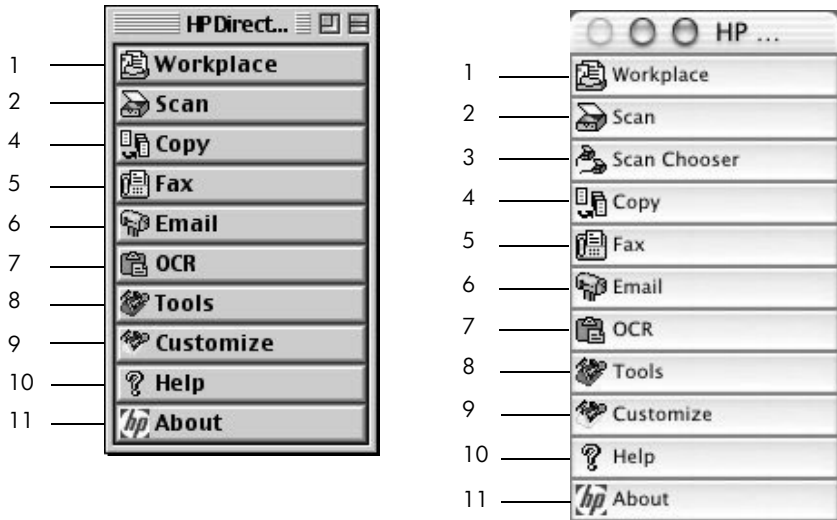 HP Direct...
1 Workplace
2 Scan
4 Copy
5 Fax
6 Email
7 OCR
8 Tools
9 Customize
10 Help
11 hp About
HP ...
1 Workplace
2 Scan
3 Scan Chooser
4 Copy
5 Fax
6 Email
7 OCR
8 Tools
9 Customize
10 Help
11 hp About